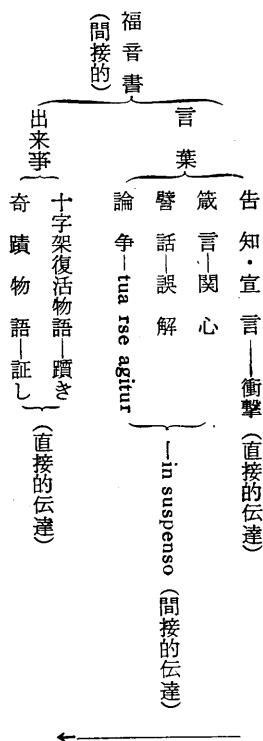 告知・宣言——衝撃(直接的伝達)
箴言—関心
譬話—誤解
論争—tua rse agitur
—in suspenso(間接的伝達)
言葉
福音書(間接的)
出来事
十字架復活物語—躓き
奇蹟物語—証し
(直接的伝達)